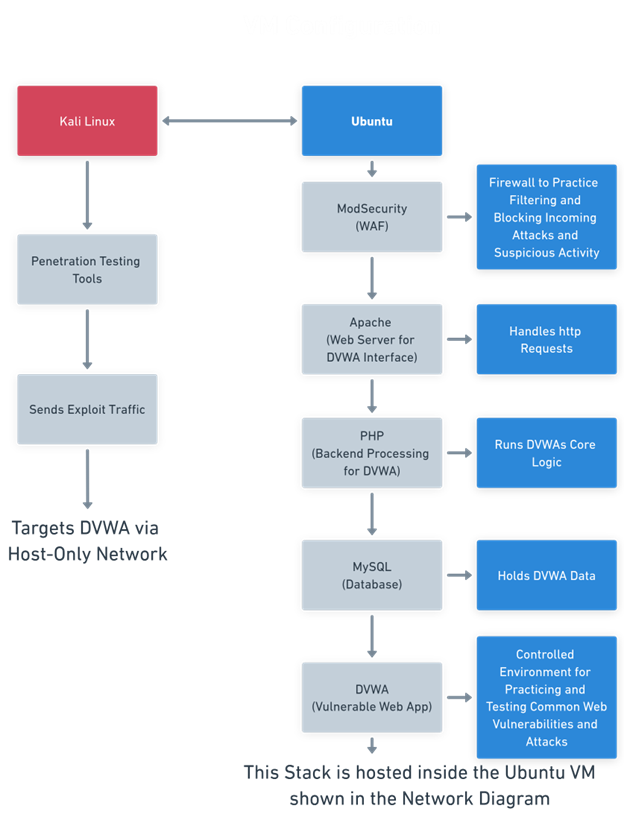 Kali Linux
Ubuntu
ModSecurity
(WAF)
Firewall to Practice
Filtering and
Blocking Incoming
Attacks and
Suspicious Activity
Penetration Testing
Tools
Apache
(Web Server for
DVWA Interface)
Handles http
Requests
Sends Exploit Traffic
PHP
(Backend Processing
for DVWA)
Runs DVWAs Core
Logic
Targets DVWA via
Host-Only Network
MySQL
(Database)
Holds DVWA Data
DVWA
(Vulnerable Web App)
Controlled
Environment for
Practicing and
Testing Common Web
Vulnerabilities and
Attacks
This Stack is hosted inside the Ubuntu VM
shown in the Network Diagram